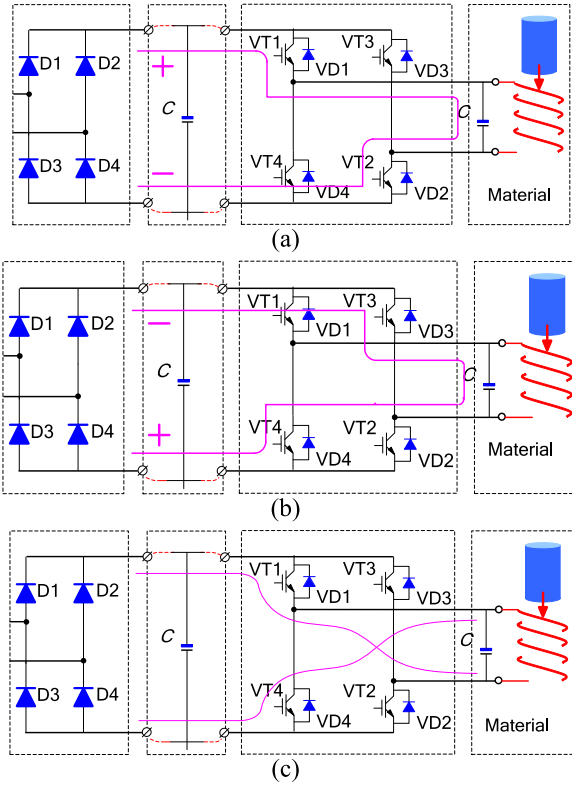 D1 D2
+
C
VT1
VD1
VT3
VD3
C
D3 D4
−
VT4
VD4
VT2
VD2
Material
(a)
D1 D2
−
C
VT1
VD1
VT3
VD3
C
D3 D4
+
VT4
VD4
VT2
VD2
Material
(b)
D1 D2
C
VT1
VD1
VT3
VD3
C
D3 D4
VT4
VD4
VT2
VD2
Material
(c)